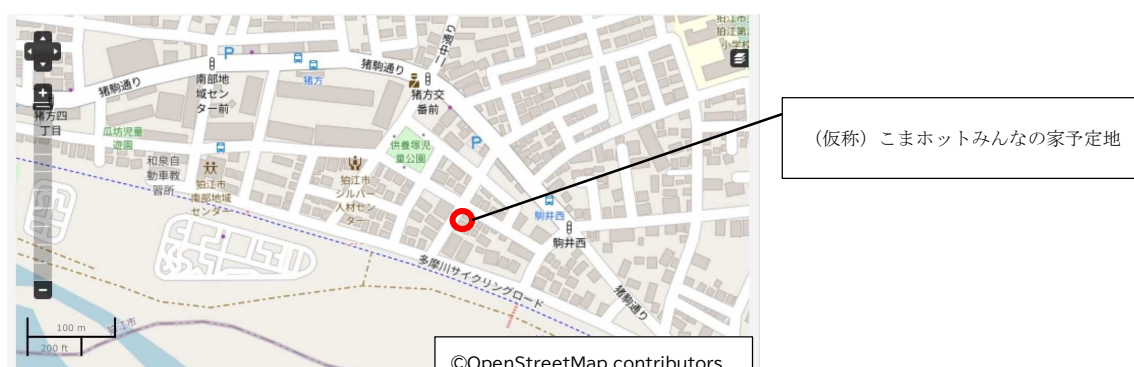 二中通り
P
猪駒通り
南部地
域セン
ター前
猪方
猪駒通り
猪方交
番前
猪方四
丁目
瓜坊児童
遊園
和泉自
動車教
習所
狛江市
南部地域
センター
供養塚児
童公園
P
狛江市
シルバー
人材セン
ター
駒井西
駒井西
多摩川サイクリングロード
猪駒通り
100 m
200 ft
狛江市
©OpenStreetMap contributors
（仮称）こまホットみんなの家予定地